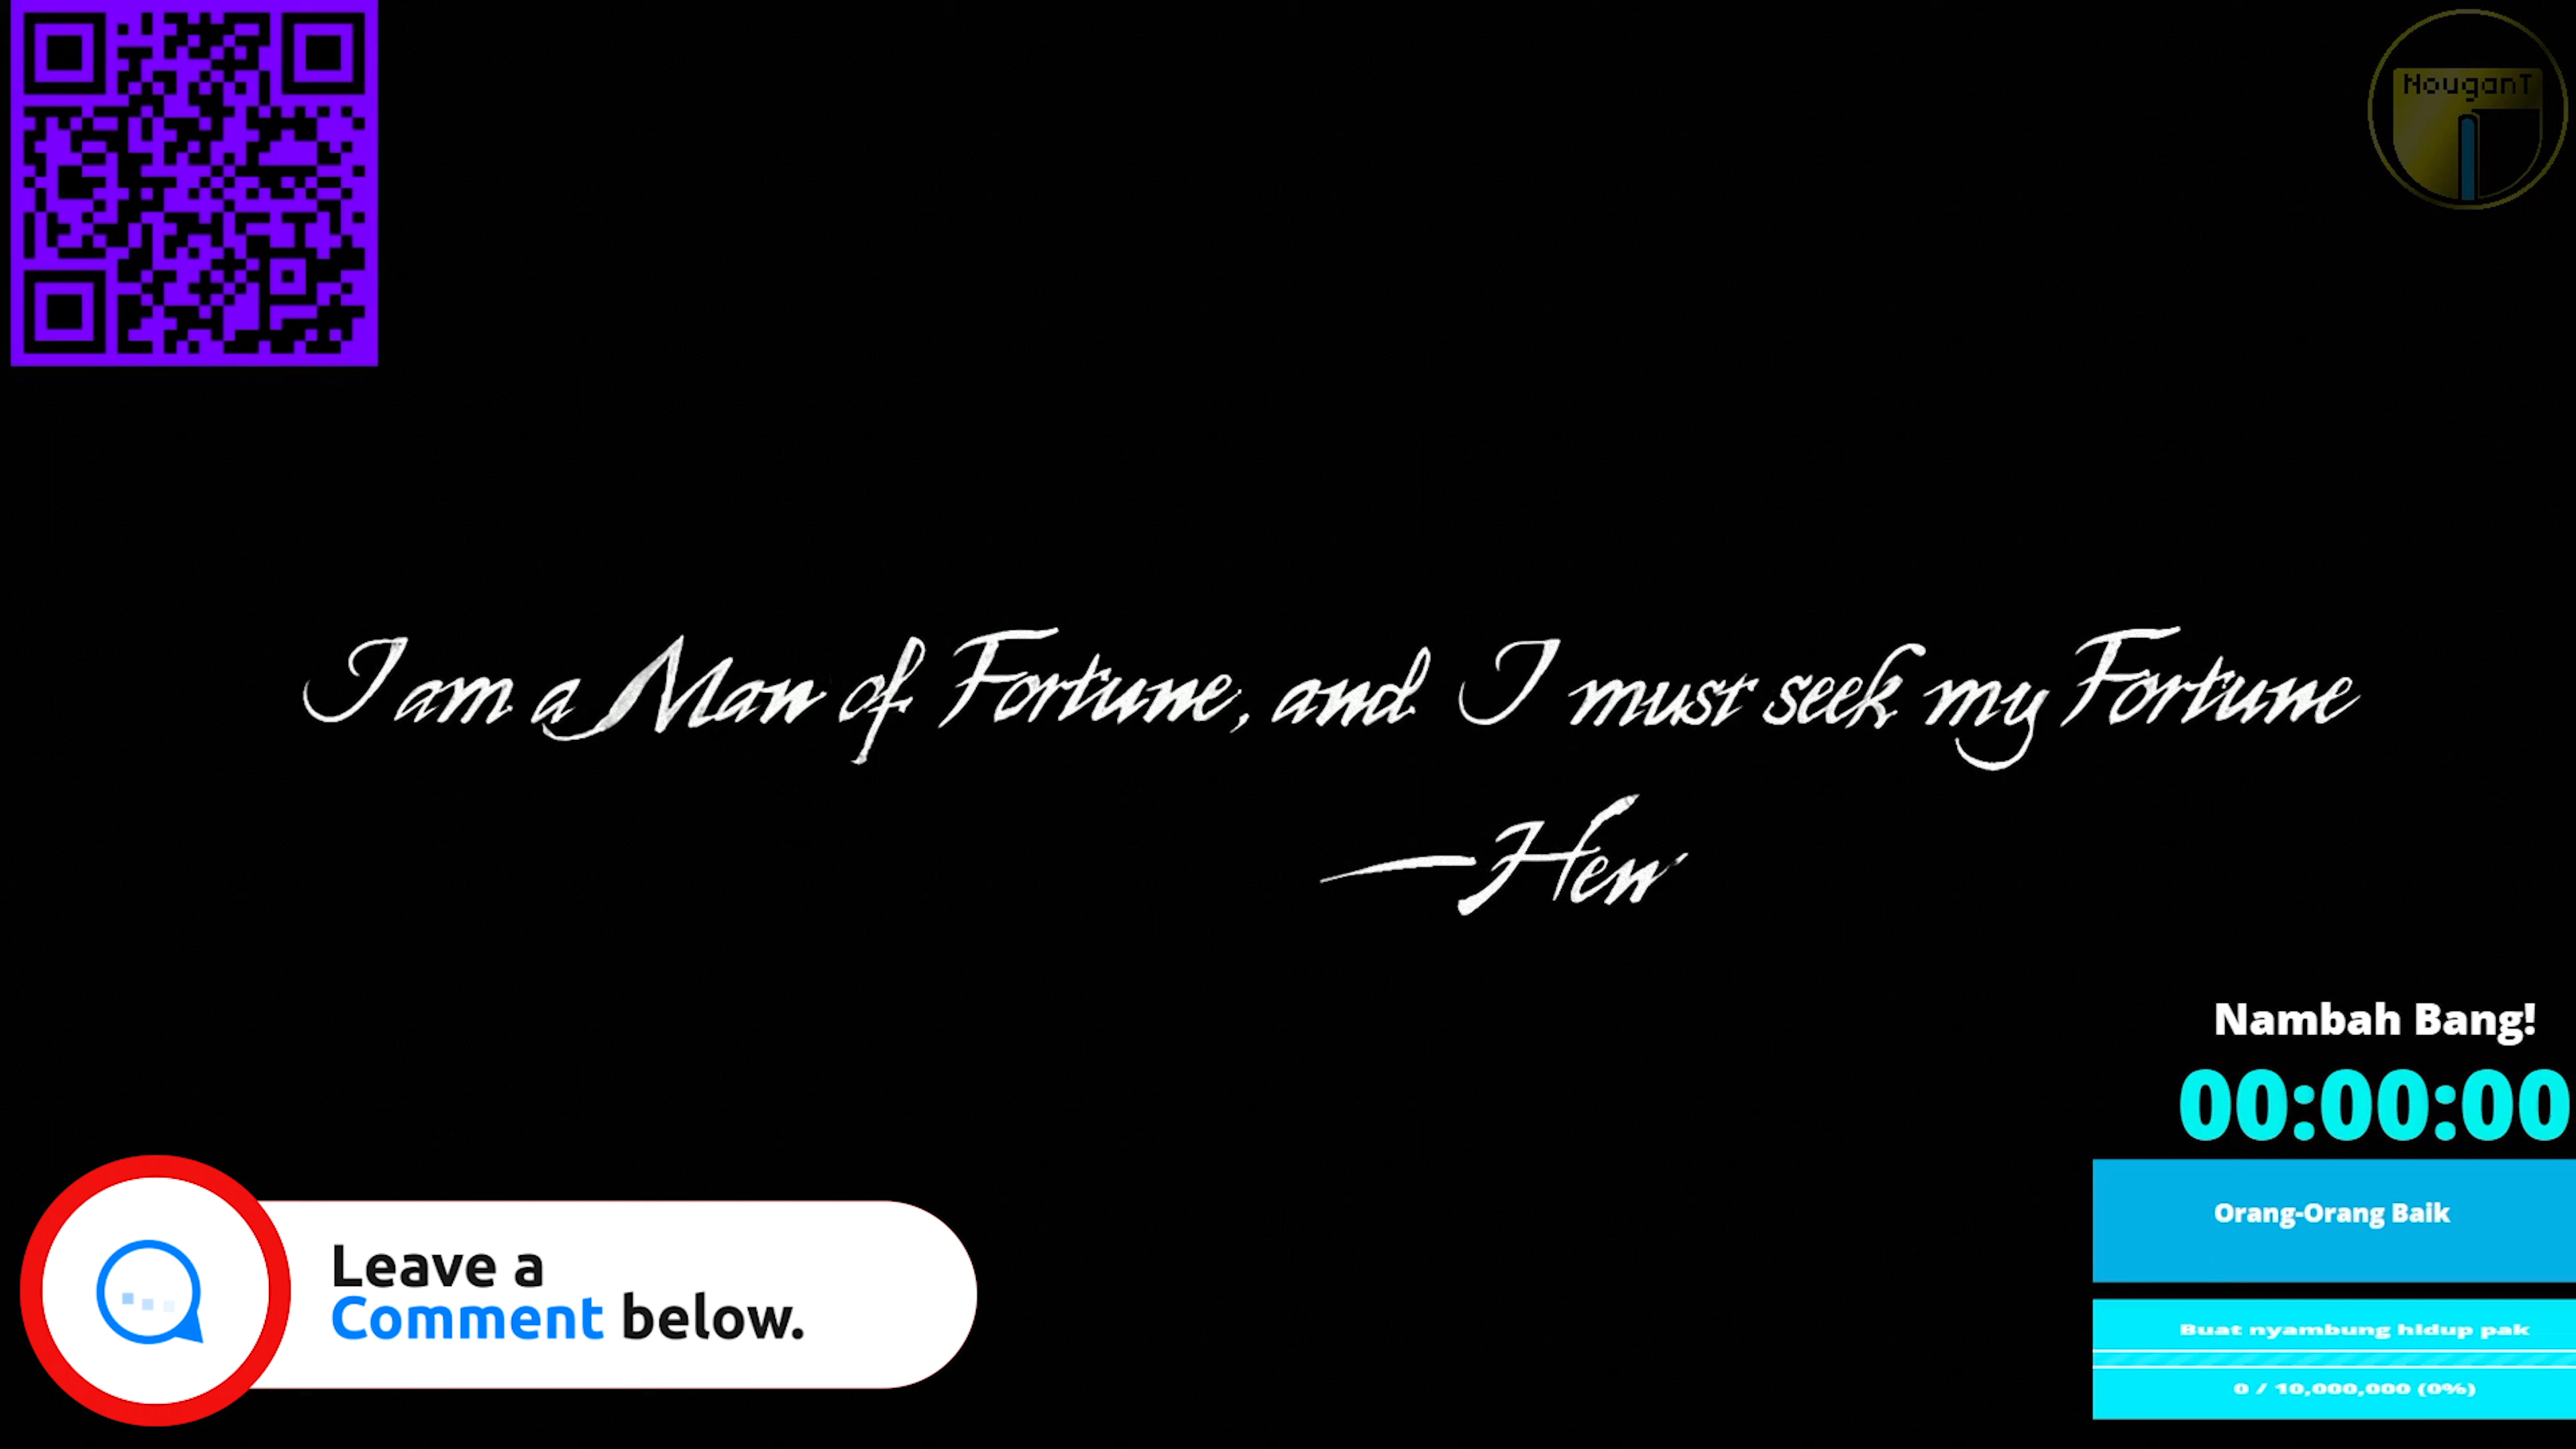 NouganT
I am a Man of Fortune, and I must seek my Fortune
—Hen
Nambah Bang!
00:00:00
Orang-Orang Baik
Leave a
Comment below.
Buat nyambung hidup pak
0 / 10,000,000 (0%)